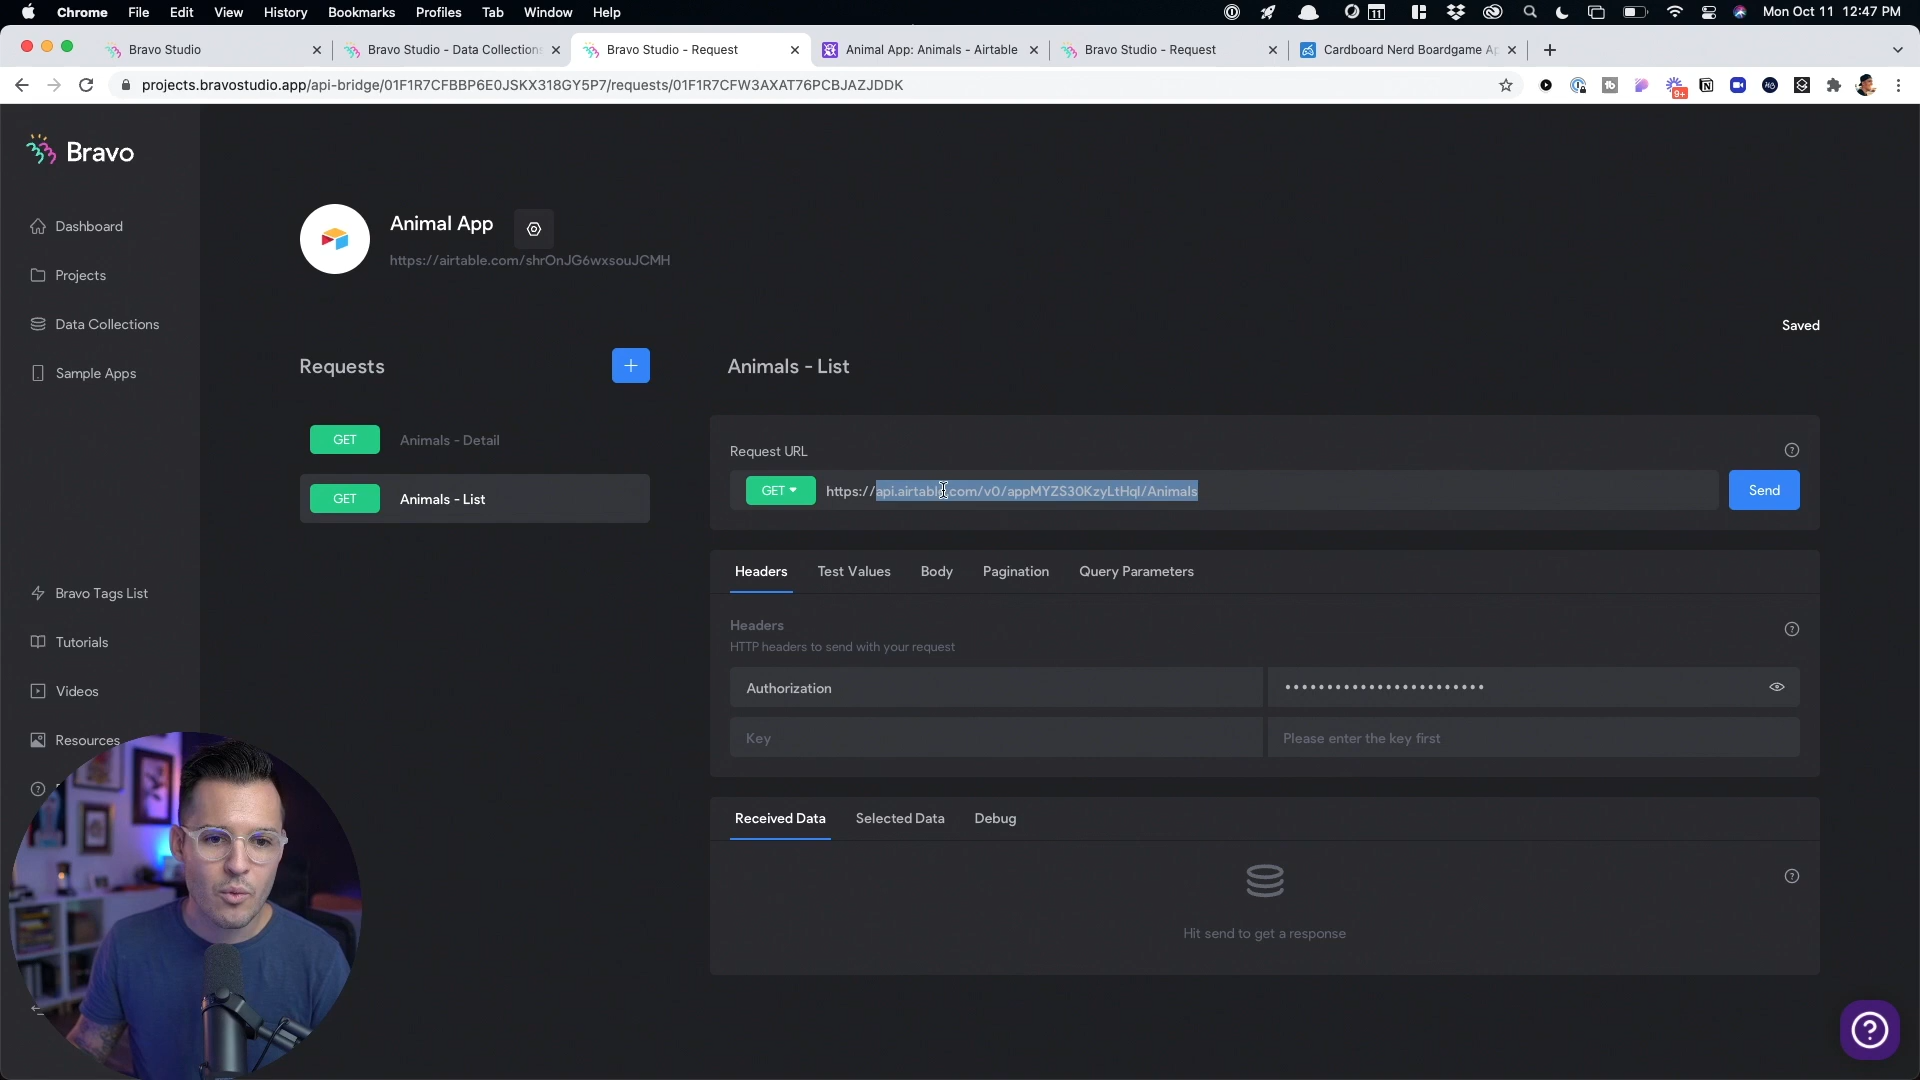 Chrome File Edit View History Bookmarks Profiles Tab Window Help
11
Mon Oct 11 12:47 PM
Bravo Studio
Bravo Studio - Data Collections
Bravo Studio - Request
Animal App: Animals - Airtable
Bravo Studio - Request
Cardboard Nerd Boardgame Ap
projects.bravostudio.app/api-bridge/01F1R7CFBBP6E0JSKX318GY5P7/requests/01F1R7CFW3AXAT76PCBJAZJDDK
9+
Bravo
Dashboard
Projects
Data Collections
Sample Apps
Bravo Tags List
Tutorials
Videos
Resources
Animal App
https://airtable.com/shrOnJG6wxsouJCMH
Saved
Requests
+
GET Animals - Detail
GET Animals - List
Animals - List
Request URL
GET https://api.airtable.com/v0/appMYZS30KzyLtHqI/Animals
Send
Headers Test Values Body Pagination Query Parameters
Headers
HTTP headers to send with your request
Authorization ••••••••••••••••••••••••
Key Please enter the key first
Received Data Selected Data Debug
Hit send to get a response